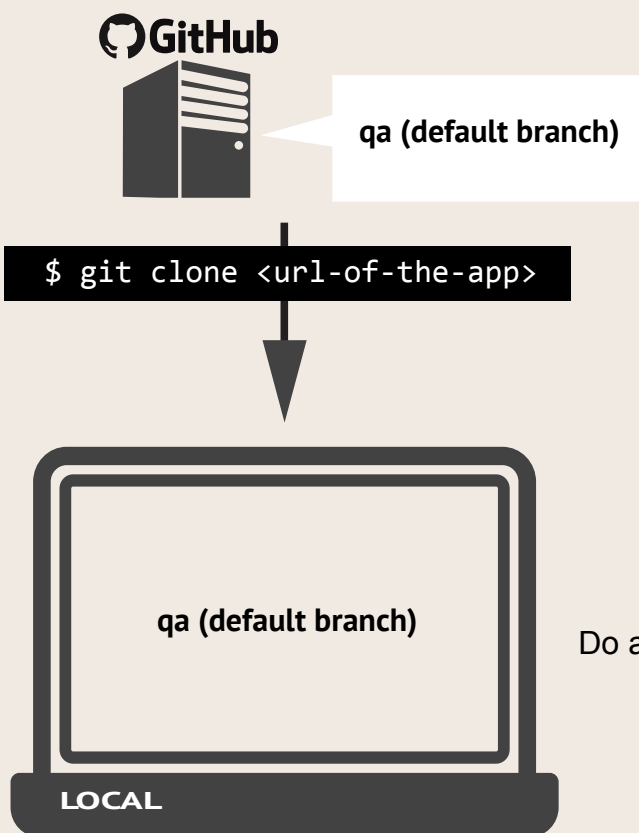 GitHub
qa (default branch)
$ git clone <url-of-the-app>
qa (default branch)
Do a
LOCAL